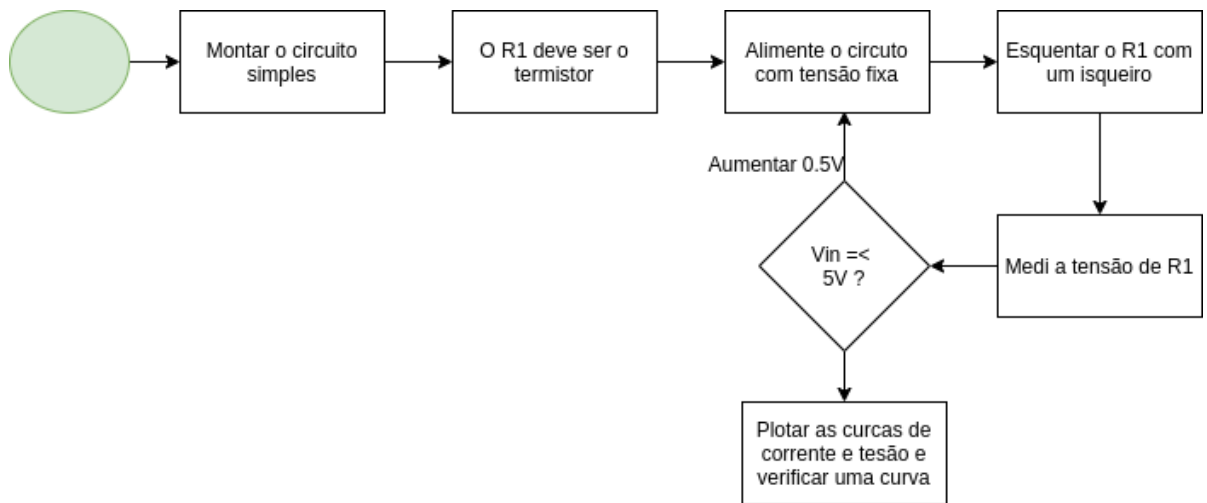 Montar o circuito
simples
O R1 deve ser o
termistor
Alimente o circuto
com tensão fixa
Esquentar o R1 com
um isqueiro
Medi a tensão de R1
Vin =<
5V ?
Aumentar 0.5V
Plotar as curcas de
corrente e tesão e
verificar uma curva